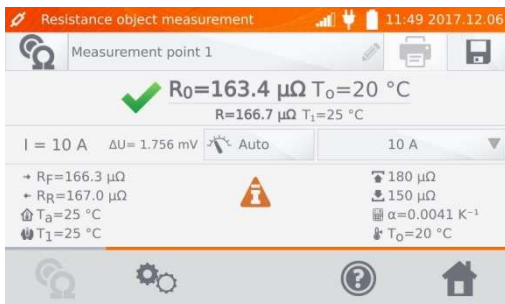 Resistance object measurement 11:49 2017.12.06
Measurement point 1
R0=163.4 µΩ To=20 °C
R=166.7 µΩ T1=25 °C
I = 10 A ΔU= 1.756 mV Auto 10 A
RF=166.3 µΩ 180 µΩ
RR=167.0 µΩ 150 µΩ
Ta=25 °C α=0.0041 K⁻¹
T1=25 °C To=20 °C